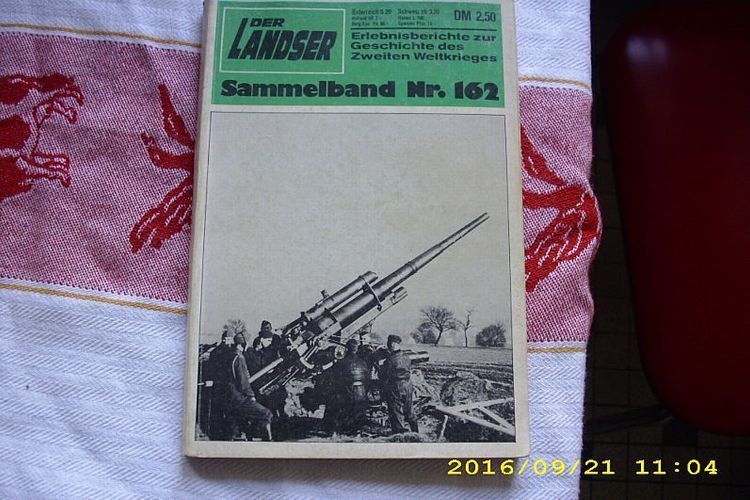 DER
LANDSER
DM 2,50
Erlebnisberichte zur
Geschichte des
Zweiten Weltkrieges
Sammelband Nr. 162
2016/09/21 11:04